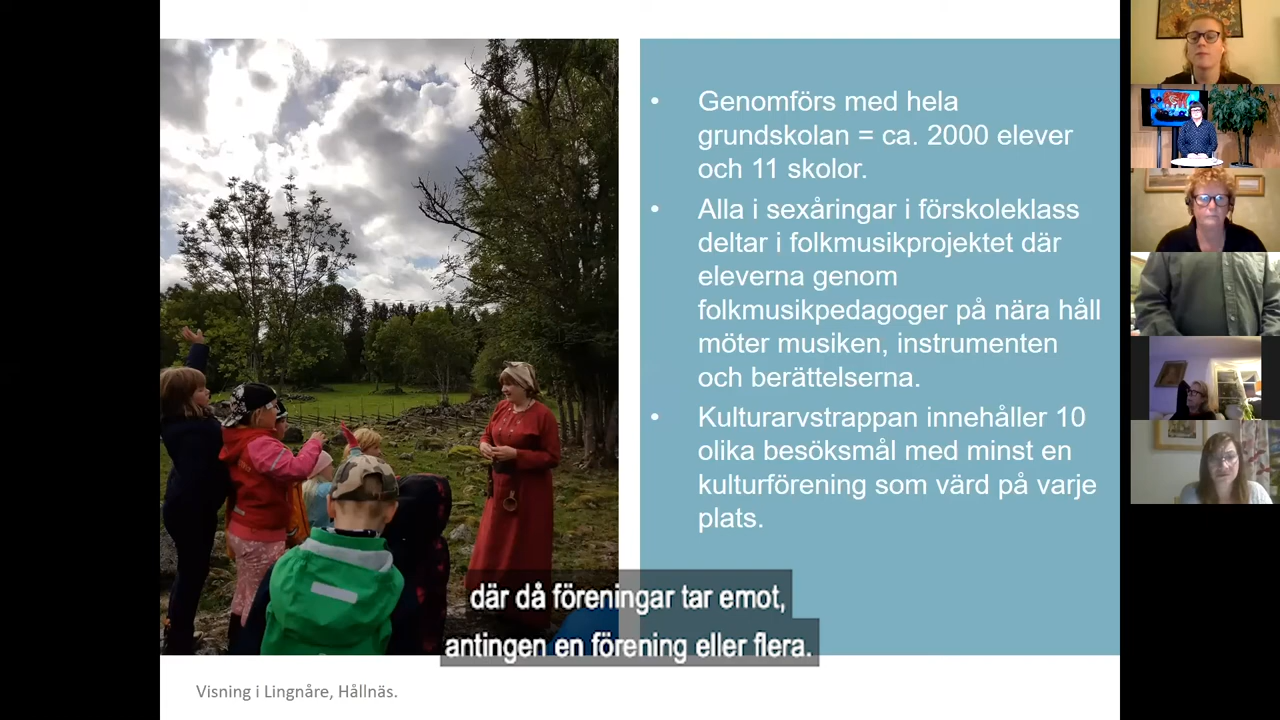 • Genomförs med hela
grundskolan = ca. 2000 elever
och 11 skolor.
• Alla i sexåringar i förskoleklass
deltar i folkmusikprojektet där
eleverna genom
folkmusikpedagoger på nära håll
möter musiken, instrumenten
och berättelserna.
• Kulturarvstrappan innehåller 10
olika besöksmål med minst en
kulturförening som värd på varje
plats.
där då föreningar tar emot,
antingen en förening eller flera.
Visning i Lingnåre, Hållnäs.